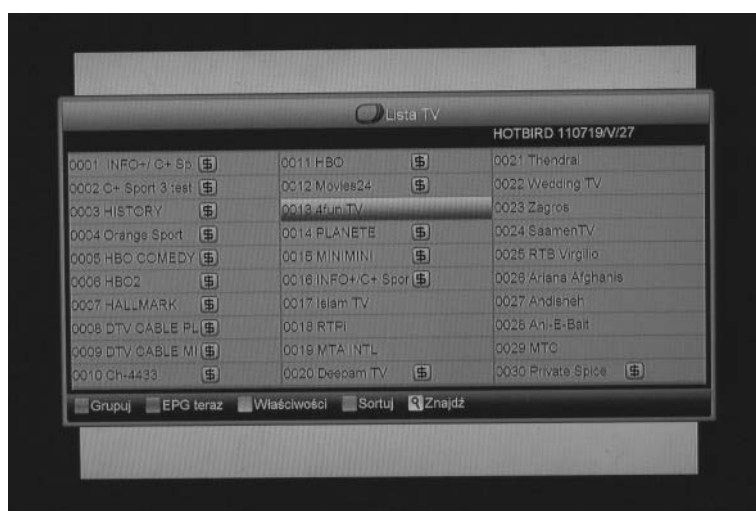 Lista TV
HOTBIRD 110719/V/27
0001 INFO+/ C+ Sp $
0002 C+ Sport 3 test $
0003 HISTORY $
0004 Orange Sport $
0005 HBO COMEDY $
0006 HBO2 $
0007 HALLMARK $
0008 DTV CABLE PL $
0009 DTV CABLE MI $
0010 Ch-4433 $
0011 HBO $
0012 Movies24 $
0013 4fun TV
0014 PLANETE $
0015 MINIMINI $
0016 INFO+/C+ Spor $
0017 Islam TV
0018 RTPi
0019 MTA INTL
0020 Deepam TV $
0021 Thendral
0022 Wedding TV
0023 Zagros
0024 SaamenTV
0025 RTB Virgilio
0026 Ariana Afghanis
0027 Andisheh
0028 Ahl-E-Bait
0029 MTC
0030 Private Spice $
Grupuj EPG teraz Właściwości Sortuj Znajdź